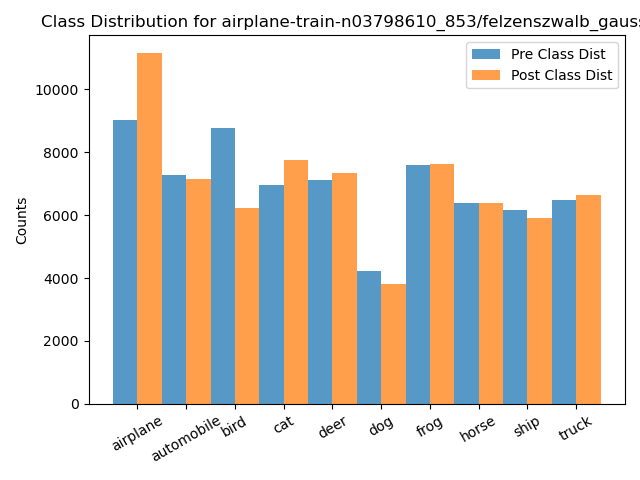 Class Distribution for airplane-train-n03798610_853/felzenszwalb_gauss
Pre Class Dist
Post Class Dist
Counts
10000
8000
6000
4000
2000
0
airplane
automobile
bird
cat
deer
dog
frog
horse
ship
truck